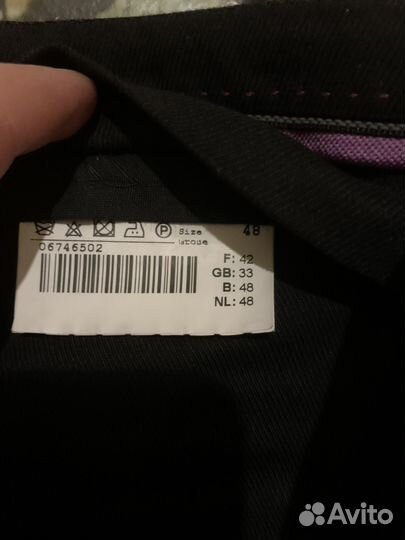 P Size 48
Grösse
06746502
F: 42
GB: 33
B: 48
NL: 48
Avito